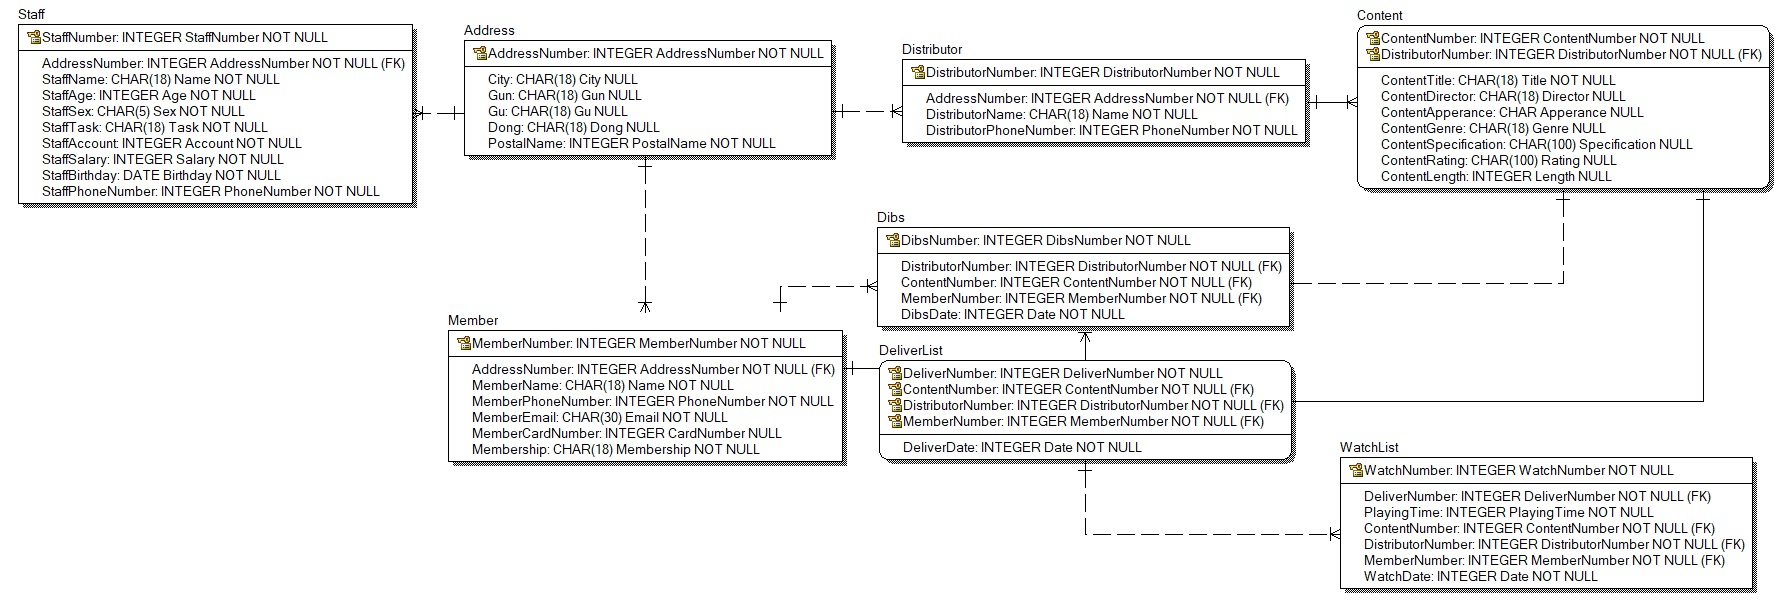 Staff
StaffNumber: INTEGER StaffNumber NOT NULL
AddressNumber: INTEGER AddressNumber NOT NULL (FK)
StaffName: CHAR(18) Name NOT NULL
StaffAge: INTEGER Age NOT NULL
StaffSex: CHAR(5) Sex NOT NULL
StaffTask: CHAR(18) Task NOT NULL
StaffAccount: INTEGER Account NOT NULL
StaffSalary: INTEGER Salary NOT NULL
StaffBirthday: DATE Birthday NOT NULL
StaffPhoneNumber: INTEGER PhoneNumber NOT NULL
Address
AddressNumber: INTEGER AddressNumber NOT NULL
City: CHAR(18) City NULL
Gun: CHAR(18) Gun NULL
Gu: CHAR(18) Gu NULL
Dong: CHAR(18) Dong NULL
PostalName: INTEGER PostalName NOT NULL
Distributor
DistributorNumber: INTEGER DistributorNumber NOT NULL
AddressNumber: INTEGER AddressNumber NOT NULL (FK)
DistributorName: CHAR(18) Name NOT NULL
DistributorPhoneNumber: INTEGER PhoneNumber NOT NULL
Content
ContentNumber: INTEGER ContentNumber NOT NULL
DistributorNumber: INTEGER DistributorNumber NOT NULL (FK)
ContentTitle: CHAR(18) Title NOT NULL
ContentDirector: CHAR(18) Director NULL
ContentApperance: CHAR Apperance NULL
ContentGenre: CHAR(18) Genre NULL
ContentSpecification: CHAR(100) Specification NULL
ContentRating: CHAR(100) Rating NULL
ContentLength: INTEGER Length NULL
Dibs
DibsNumber: INTEGER DibsNumber NOT NULL
DistributorNumber: INTEGER DistributorNumber NOT NULL (FK)
ContentNumber: INTEGER ContentNumber NOT NULL (FK)
MemberNumber: INTEGER MemberNumber NOT NULL (FK)
DibsDate: INTEGER Date NOT NULL
Member
MemberNumber: INTEGER MemberNumber NOT NULL
AddressNumber: INTEGER AddressNumber NOT NULL (FK)
MemberName: CHAR(18) Name NOT NULL
MemberPhoneNumber: INTEGER PhoneNumber NOT NULL
MemberEmail: CHAR(30) Email NOT NULL
MemberCardNumber: INTEGER CardNumber NULL
Membership: CHAR(18) Membership NOT NULL
DeliverList
DeliverNumber: INTEGER DeliverNumber NOT NULL
ContentNumber: INTEGER ContentNumber NOT NULL (FK)
DistributorNumber: INTEGER DistributorNumber NOT NULL (FK)
MemberNumber: INTEGER MemberNumber NOT NULL (FK)
DeliverDate: INTEGER Date NOT NULL
WatchList
WatchNumber: INTEGER WatchNumber NOT NULL
DeliverNumber: INTEGER DeliverNumber NOT NULL (FK)
PlayingTime: INTEGER PlayingTime NOT NULL
ContentNumber: INTEGER ContentNumber NOT NULL (FK)
DistributorNumber: INTEGER DistributorNumber NOT NULL (FK)
MemberNumber: INTEGER MemberNumber NOT NULL (FK)
WatchDate: INTEGER Date NOT NULL